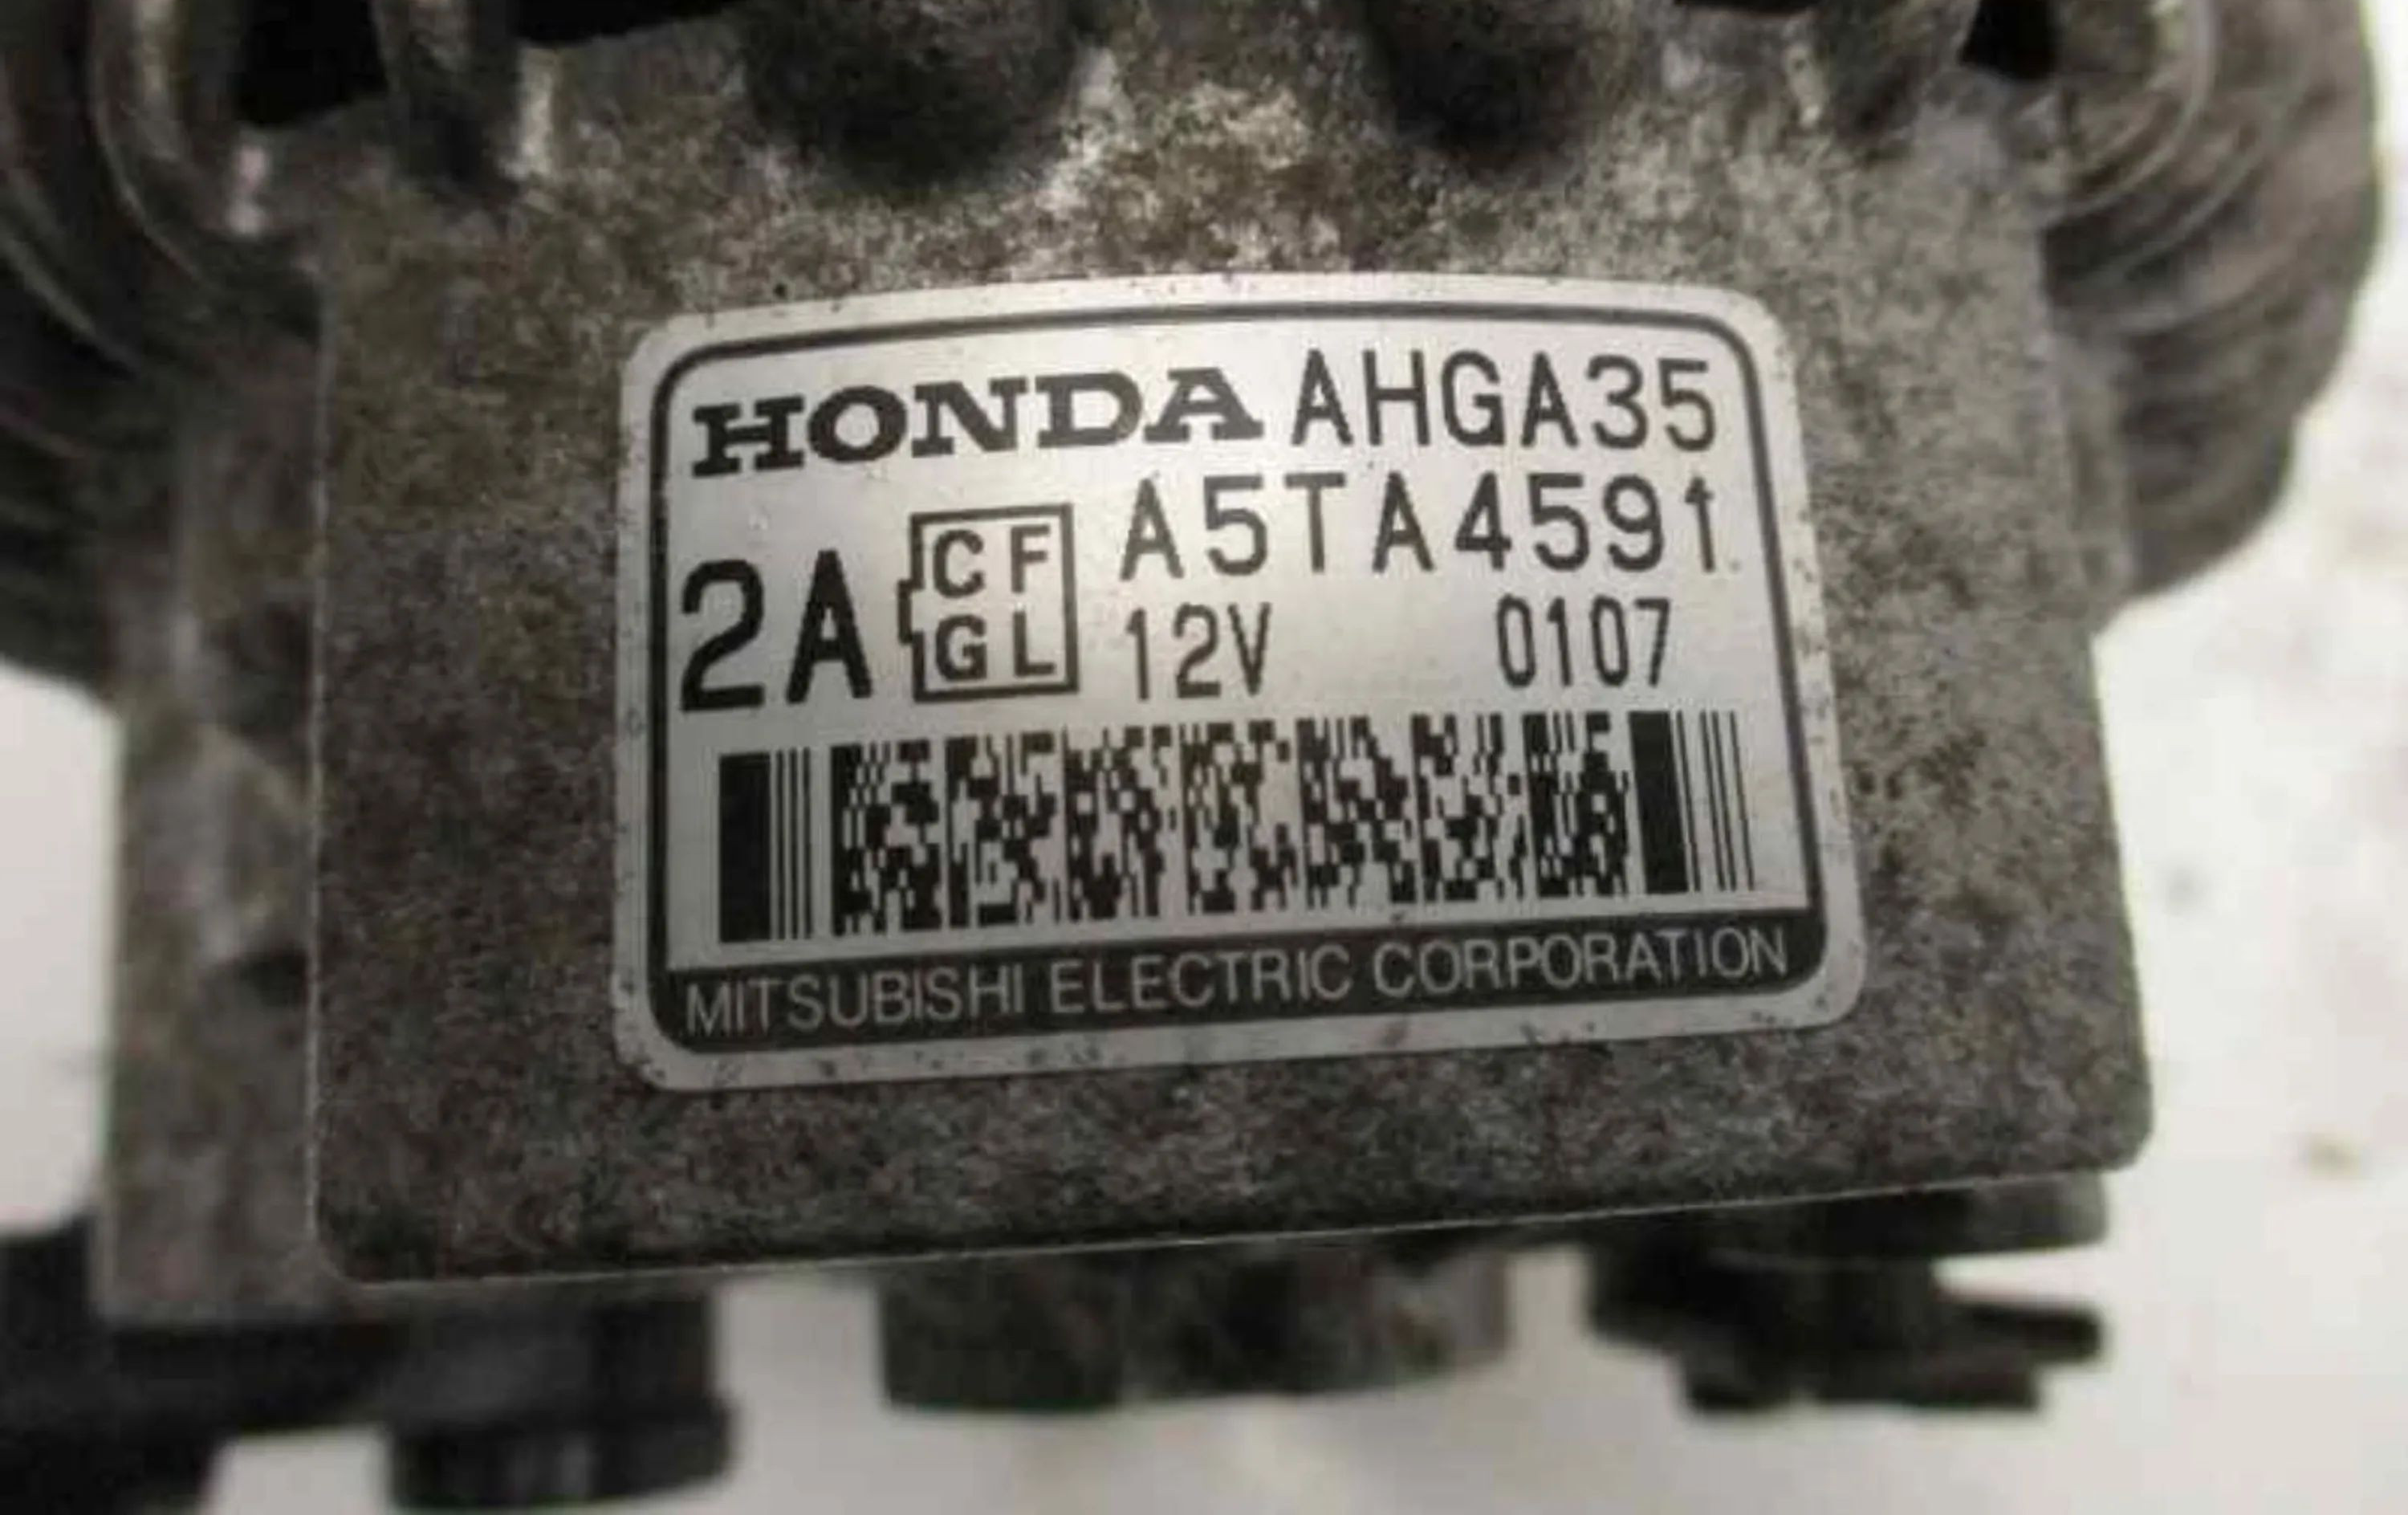 HONDA AHGA35
A5TA4591
2A CF GL 12V 0107
MITSUBISHI ELECTRIC CORPORATION